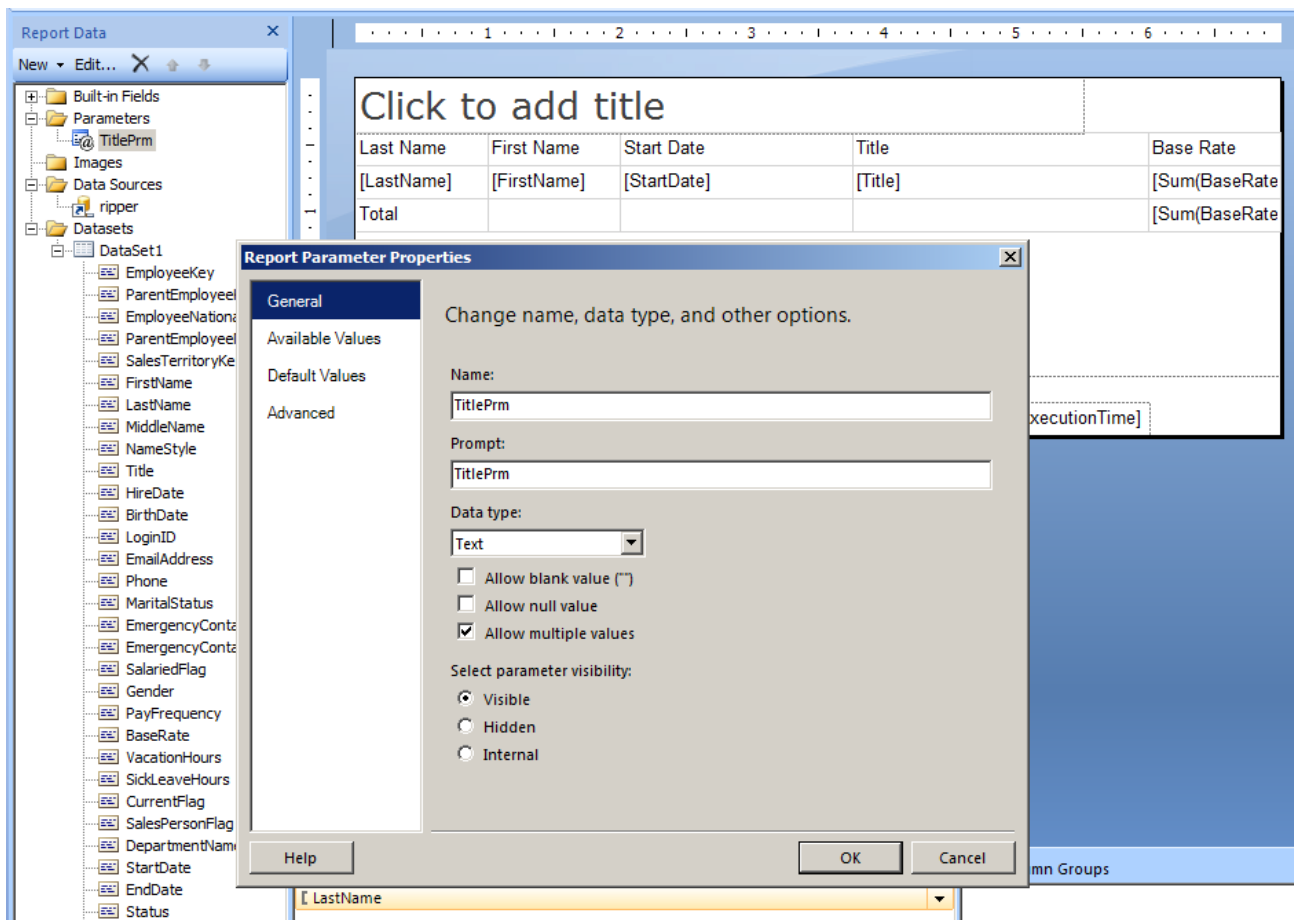 Report Data
New Edit...
Built-in Fields
Parameters
TitlePrm
Images
Data Sources
ripper
Datasets
DataSet1
EmployeeKey
ParentEmployeeK
EmployeeNationa
ParentEmployeeK
SalesTerritoryKe
FirstName
LastName
MiddleName
NameStyle
Title
HireDate
BirthDate
LoginID
EmailAddress
Phone
MaritalStatus
EmergencyConta
EmergencyConta
SalariedFlag
Gender
PayFrequency
BaseRate
VacationHours
SickLeaveHours
CurrentFlag
SalesPersonFlag
DepartmentName
StartDate
EndDate
Status
1 2 3 4 5 6
1
Click to add title
Last Name First Name Start Date Title Base Rate
[LastName] [FirstName] [StartDate] [Title] [Sum(BaseRate
Total [Sum(BaseRate
xecutionTime]
Report Parameter Properties
General
Available Values
Default Values
Advanced
Change name, data type, and other options.
Name:
TitlePrm
Prompt:
TitlePrm
Data type:
Text
Allow blank value ("")
Allow null value
Allow multiple values
Select parameter visibility:
Visible
Hidden
Internal
Help OK Cancel
mn Groups
[ LastName